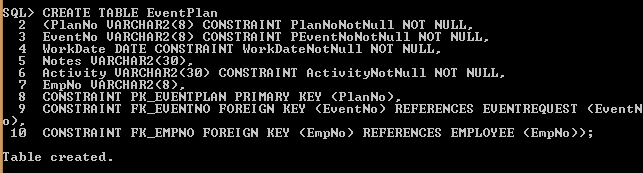 SQL> CREATE TABLE EventPlan
2 (PlanNo VARCHAR2(8) CONSTRAINT PlanNoNotNull NOT NULL,
3 EventNo VARCHAR2(8) CONSTRAINT PEventNoNotNull NOT NULL,
4 WorkDate DATE CONSTRAINT WorkDateNotNull NOT NULL,
5 Notes VARCHAR2(30),
6 Activity VARCHAR2(30) CONSTRAINT ActivityNotNull NOT NULL,
7 EmpNo VARCHAR2(8),
8 CONSTRAINT PK_EVENTPLAN PRIMARY KEY (PlanNo),
9 CONSTRAINT FK_EVENTNO FOREIGN KEY (EventNo) REFERENCES EVENTREQUEST (EventN
o),
10 CONSTRAINT FK_EMPNO FOREIGN KEY (EmpNo) REFERENCES EMPLOYEE (EmpNo));
Table created.